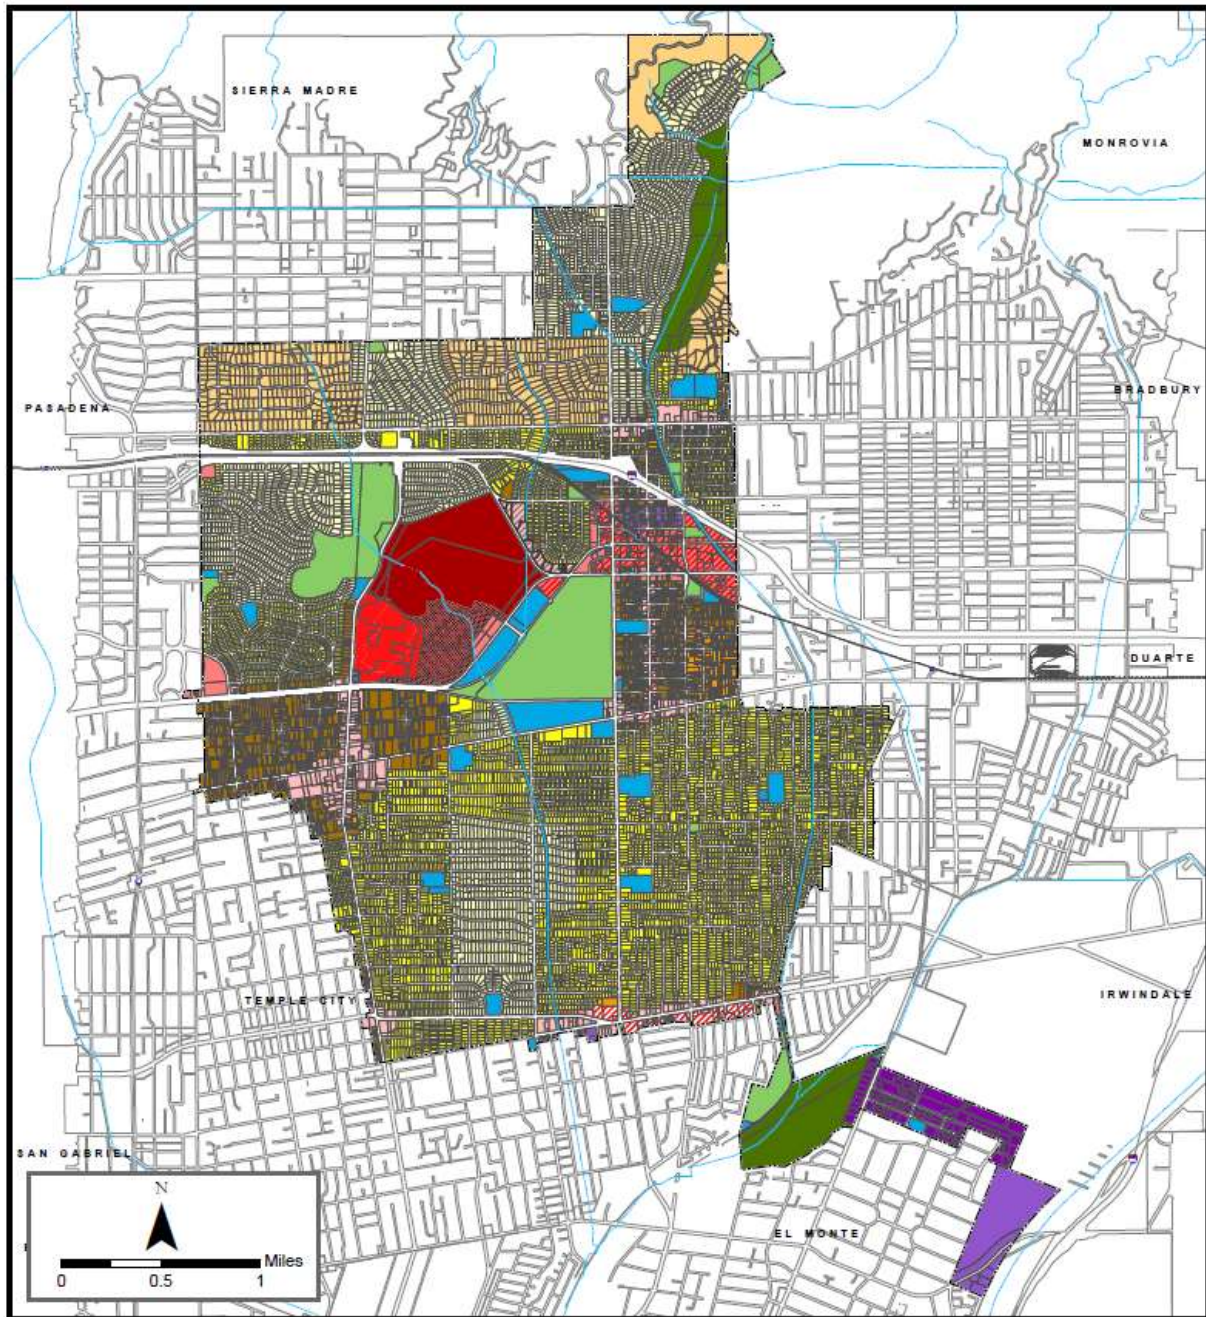 SIERRA MADRE
MONROVIA
BRADBURY
PASADENA
DUARTE
TEMPLE CITY
IRWINDALE
SAN GABRIEL
EL MONTE
N
Miles
0 0.5 1